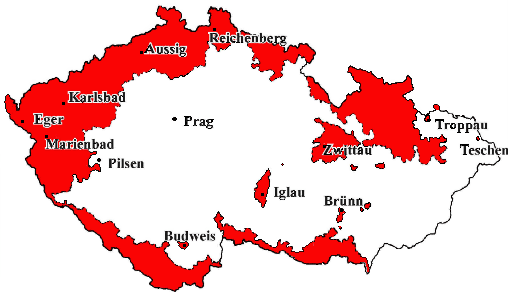 Reichenberg
Aussig
Karlsbad
Eger
Prag
Troppau
Marienbad
Zwittau
Teschen
Pilsen
Iglau
Brünn
Budweis